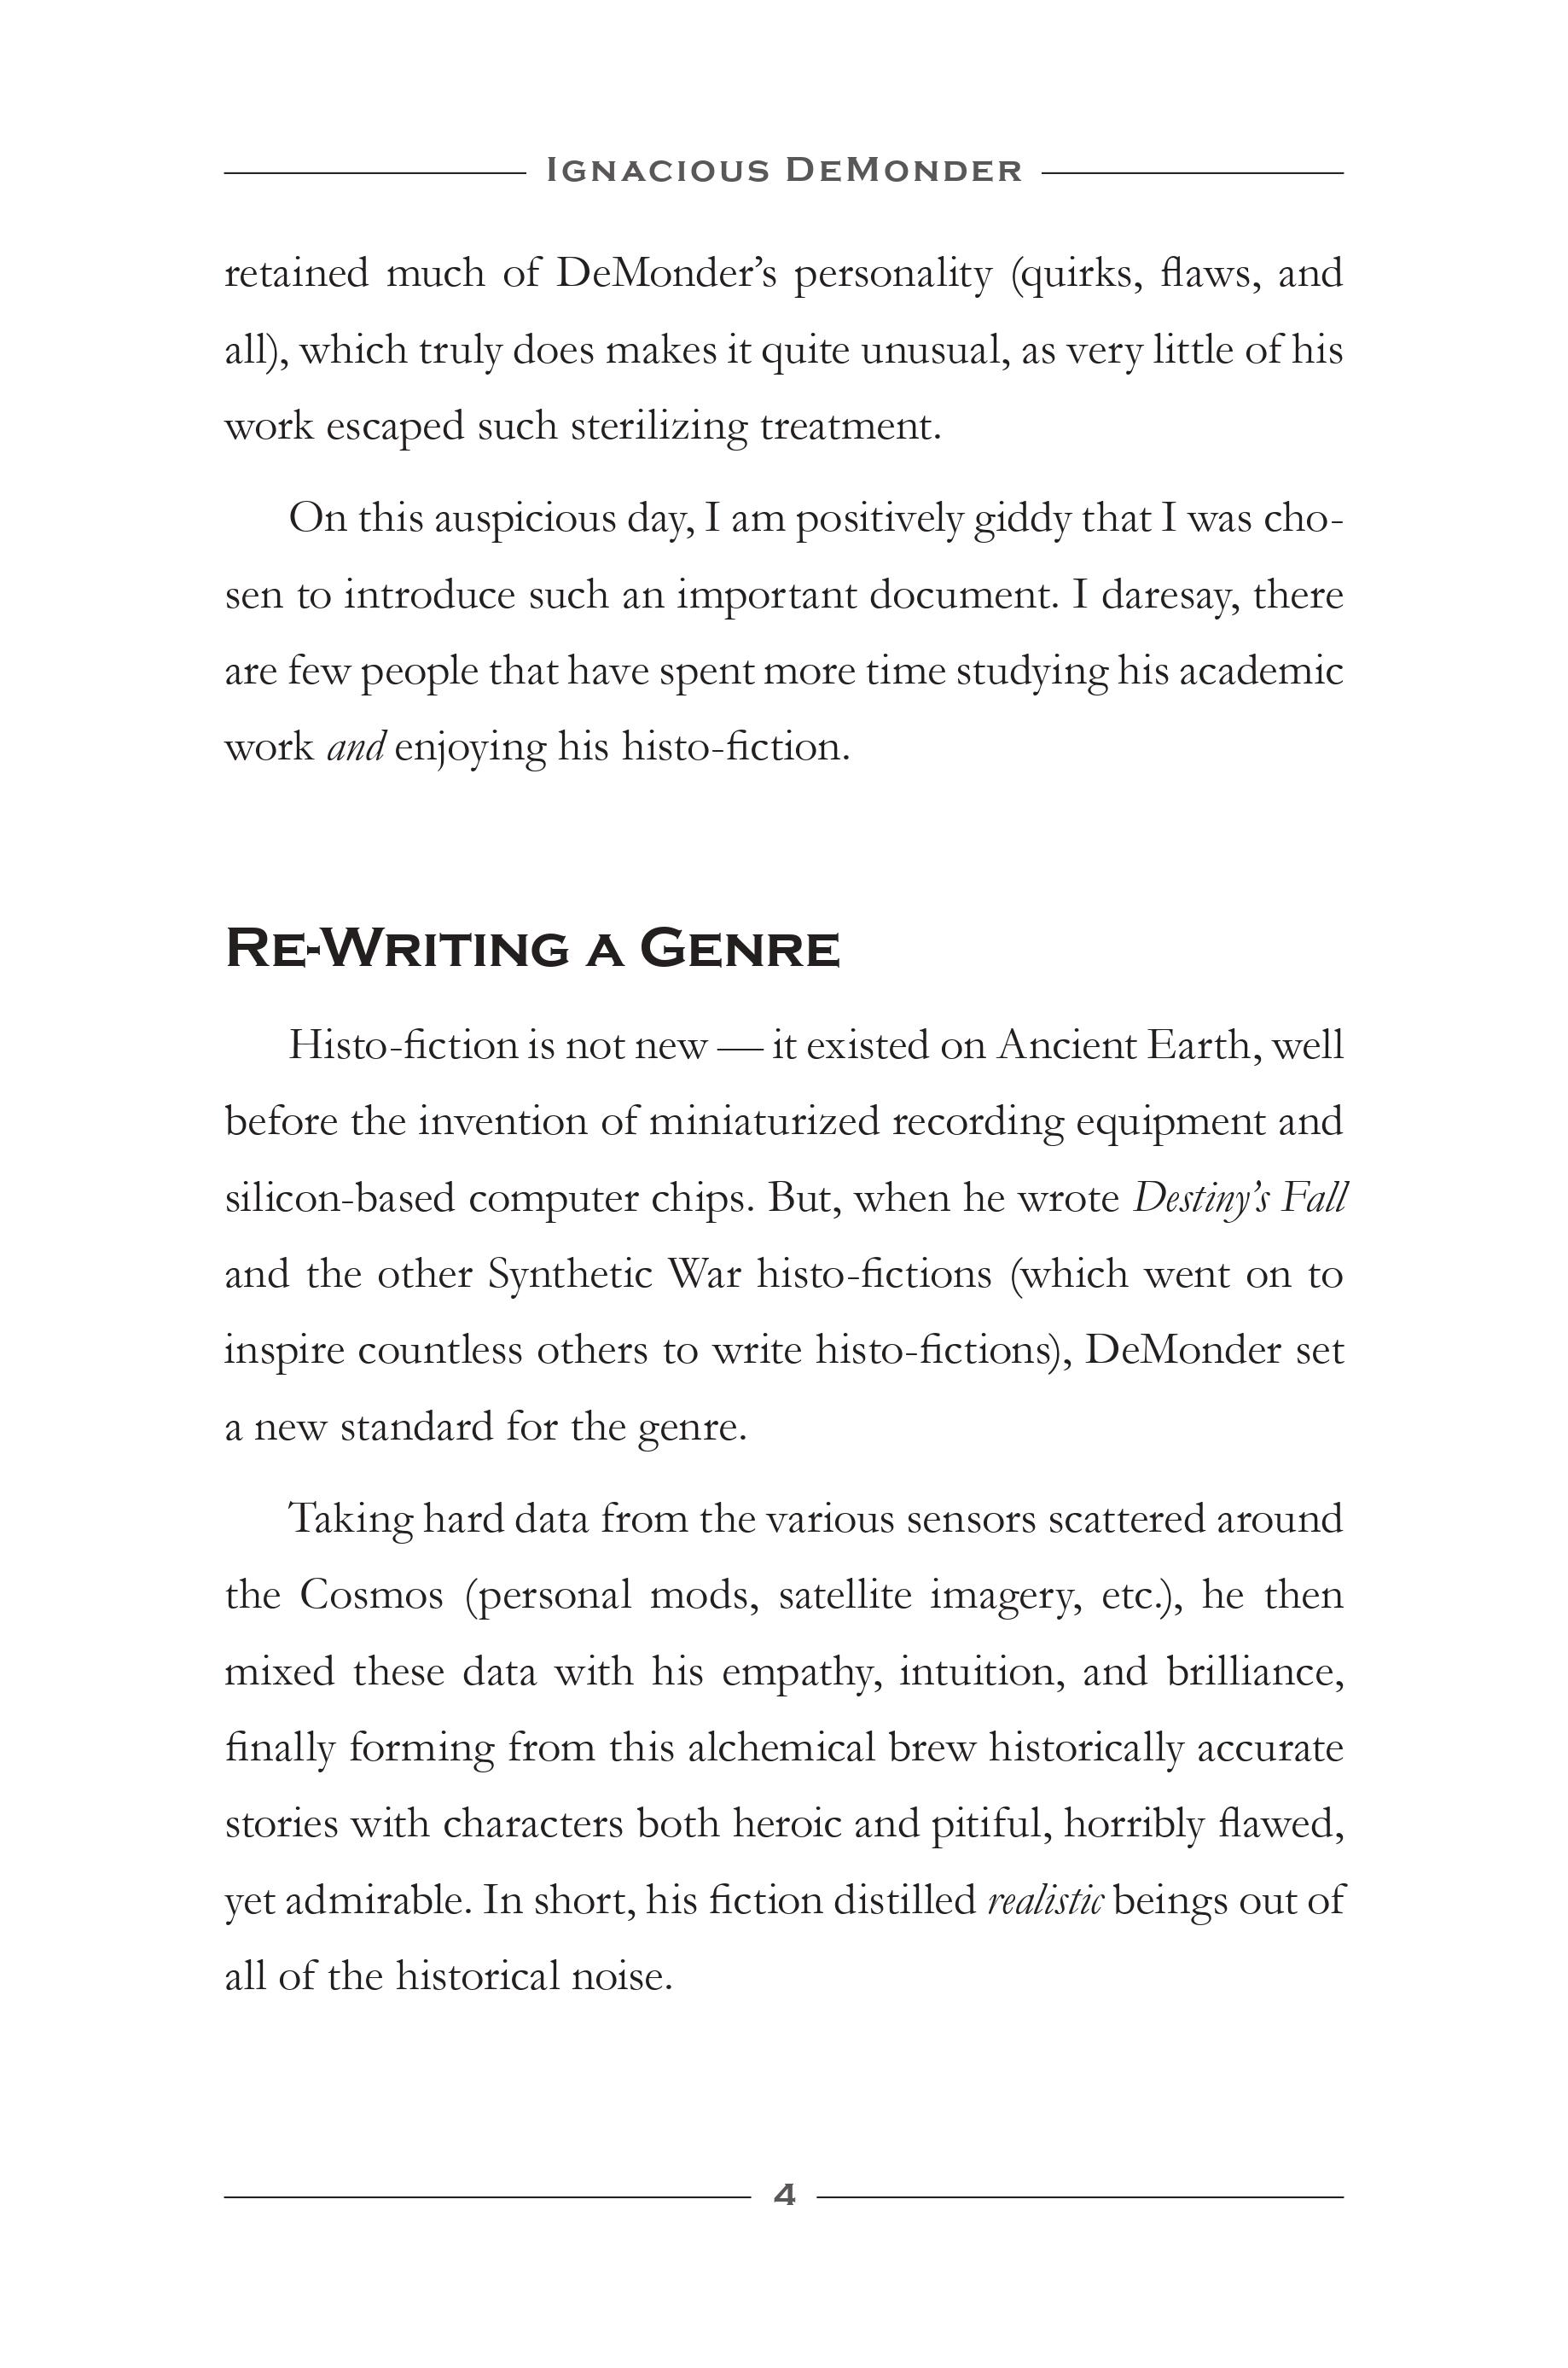 Ignacious DeMonder
retained much of DeMonder’s personality (quirks, flaws, and
all), which truly does makes it quite unusual, as very little of his
work escaped such sterilizing treatment.
On this auspicious day, I am positively giddy that I was cho-
sen to introduce such an important document. I daresay, there
are few people that have spent more time studying his academic
work and enjoying his histo-fiction.
Re-Writing a Genre
Histo-fiction is not new — it existed on Ancient Earth, well
before the invention of miniaturized recording equipment and
silicon-based computer chips. But, when he wrote Destiny’s Fall
and the other Synthetic War histo-fictions (which went on to
inspire countless others to write histo-fictions), DeMonder set
a new standard for the genre.
Taking hard data from the various sensors scattered around
the Cosmos (personal mods, satellite imagery, etc.), he then
mixed these data with his empathy, intuition, and brilliance,
finally forming from this alchemical brew historically accurate
stories with characters both heroic and pitiful, horribly flawed,
yet admirable. In short, his fiction distilled realistic beings out of
all of the historical noise.
4